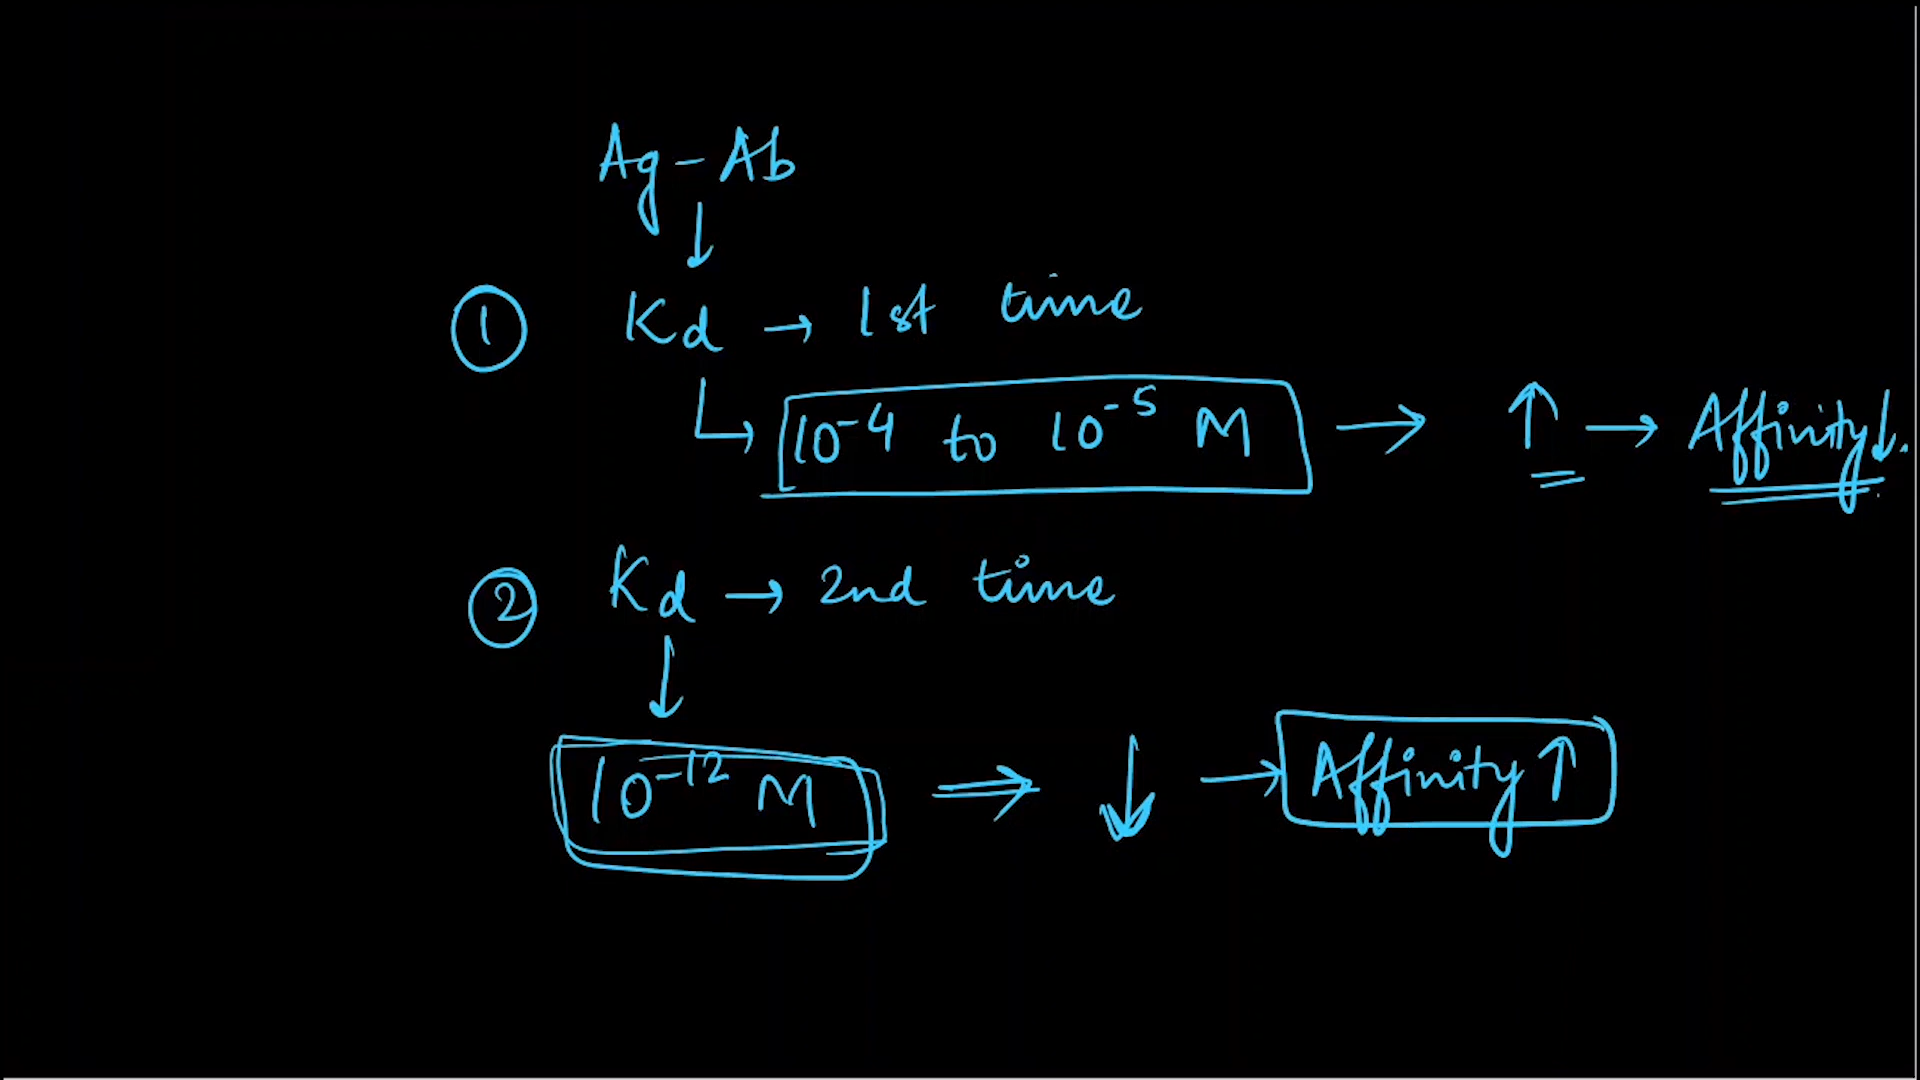 Ag - Ab
↓
① Kd → 1st time
↳ 10⁻⁴ to 10⁻⁵ M → ↑ → Affinity↓.
② Kd → 2nd time
↓
10⁻¹² M ⇒ ↓ → Affinity ↑